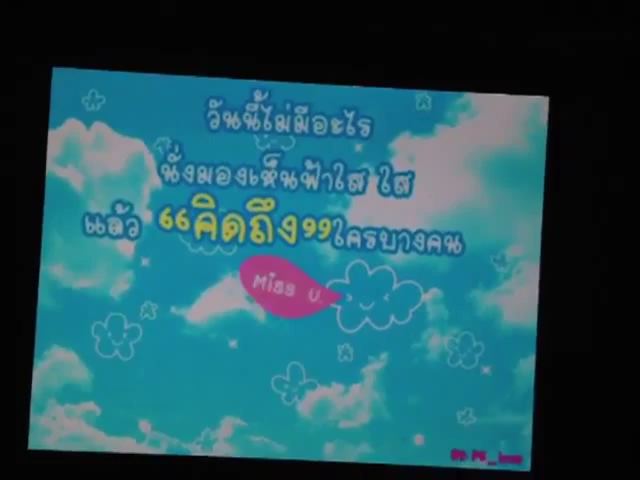 วันนี้ไม่มีอะไร
นั่งมองเห็นฟ้าใส ใส
แล้ว “คิดถึง” ใครบางคน
Miss U.